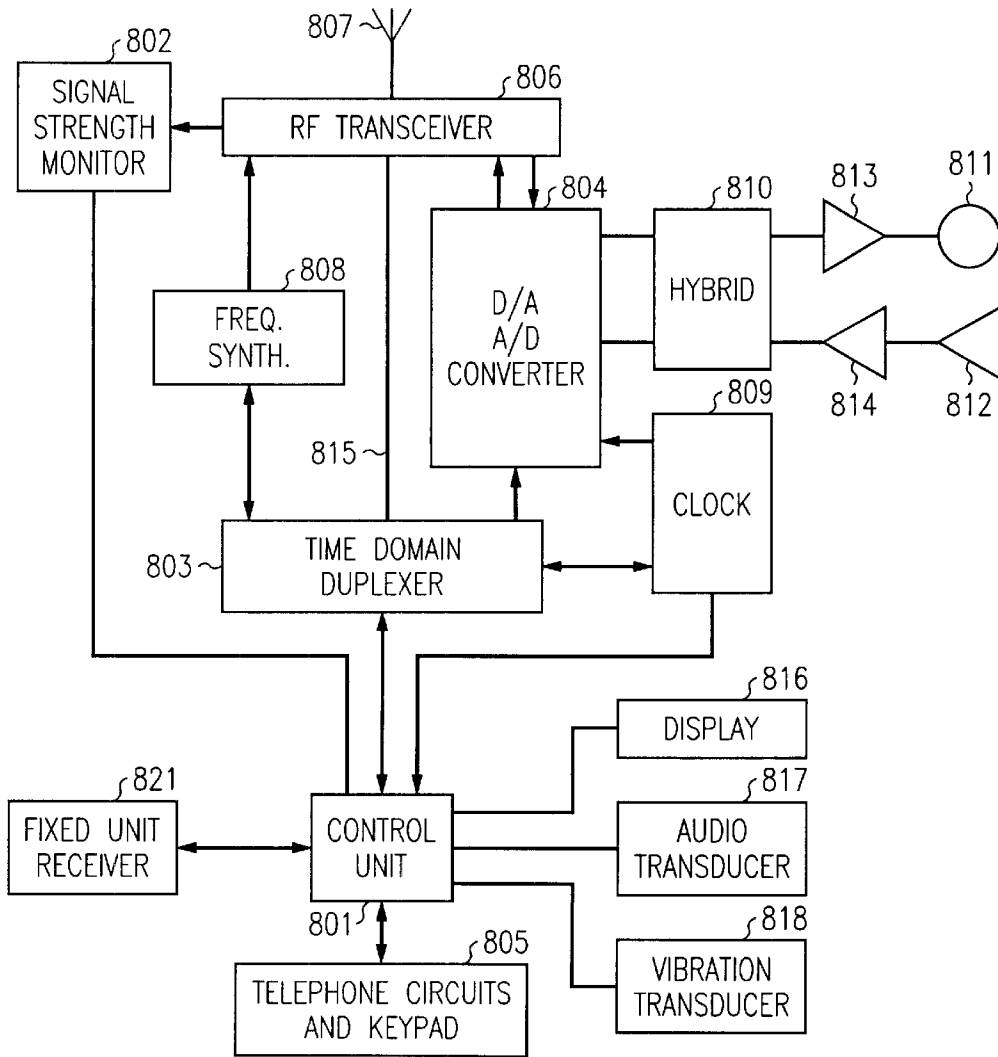 802
807
806
SIGNAL
STRENGTH
MONITOR
RF TRANSCEIVER
804
810
813
811
808
FREQ.
SYNTH.
D/A
A/D
CONVERTER
HYBRID
814
812
809
815
CLOCK
803
TIME DOMAIN
DUPLEXER
816
DISPLAY
821
FIXED UNIT
RECEIVER
CONTROL
UNIT
817
AUDIO
TRANSDUCER
801
805
818
TELEPHONE CIRCUITS
AND KEYPAD
VIBRATION
TRANSDUCER